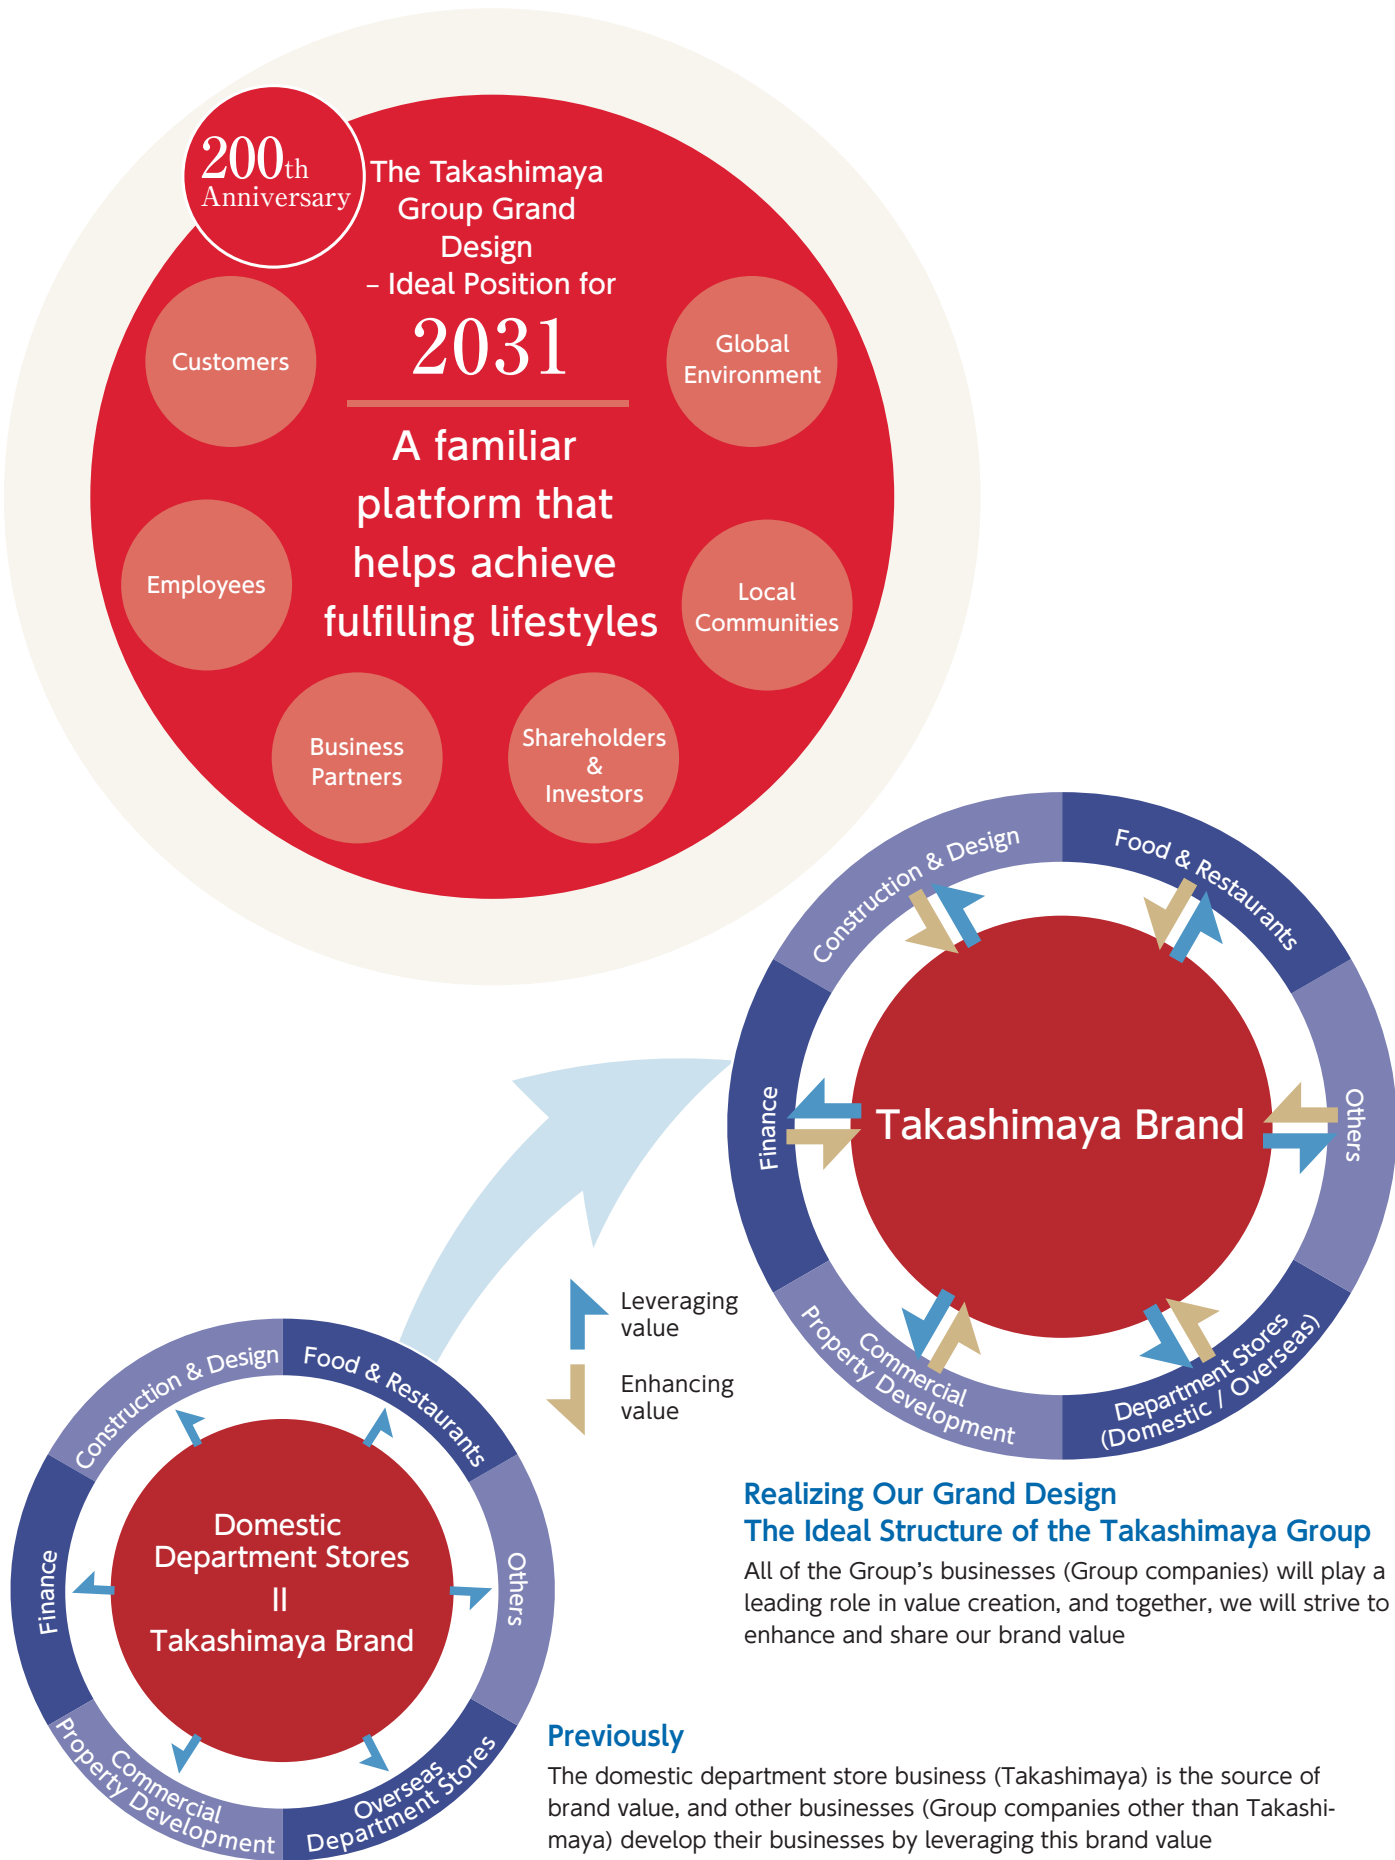 200th
Anniversary
The Takashimaya
Group Grand
Design
– Ideal Position for
2031
A familiar
platform that
helps achieve
fulfilling lifestyles
Customers
Global
Environment
Employees
Local
Communities
Business
Partners
Shareholders
&
Investors
Construction & Design
Food & Restaurants
Finance
Takashimaya Brand
Others
Commercial
Property Development
Department Stores
(Domestic / Overseas)
Leveraging
value
Enhancing
value
Construction & Design
Food & Restaurants
Finance
Domestic
Department Stores
=
Takashimaya Brand
Others
Commercial
Property Development
Overseas
Department Stores
Realizing Our Grand Design
The Ideal Structure of the Takashimaya Group
All of the Group’s businesses (Group companies) will play a
leading role in value creation, and together, we will strive to
enhance and share our brand value
Previously
The domestic department store business (Takashimaya) is the source of
brand value, and other businesses (Group companies other than Takashi-
maya) develop their businesses by leveraging this brand value